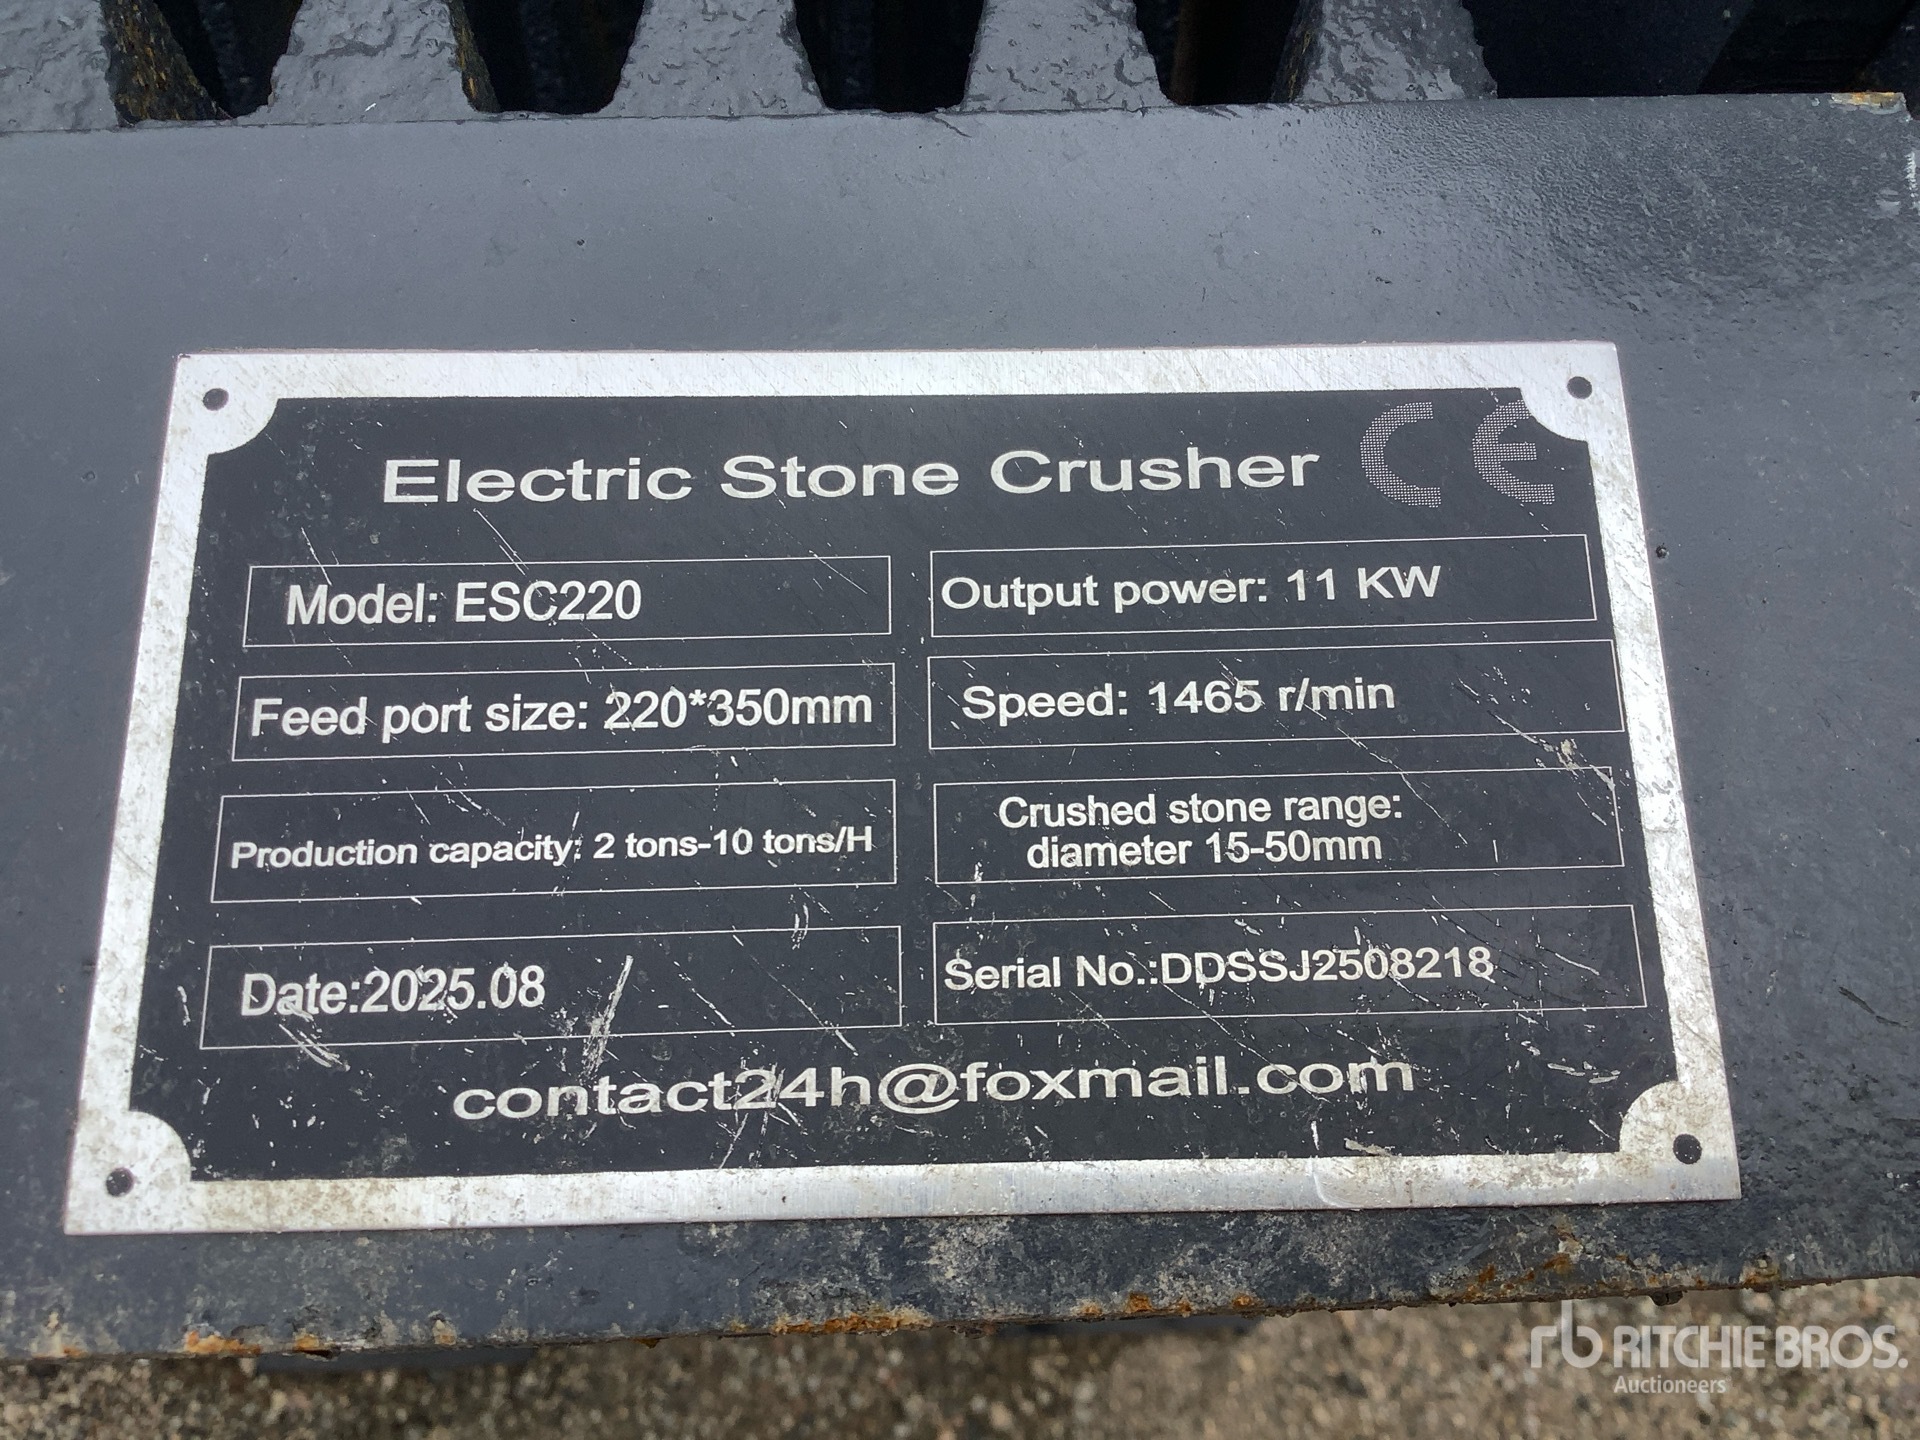 Electric Stone Crusher CE
Model: ESC220
Output power: 11 KW
Feed port size: 220*350mm
Speed: 1465 r/min
Production capacity: 2 tons-10 tons/H
Crushed stone range:
diameter 15-50mm
Date:2025.08
Serial No.:DDSSJ2508218
contact24h@foxmail.com
rb RITCHIE BROS.
Auctioneers